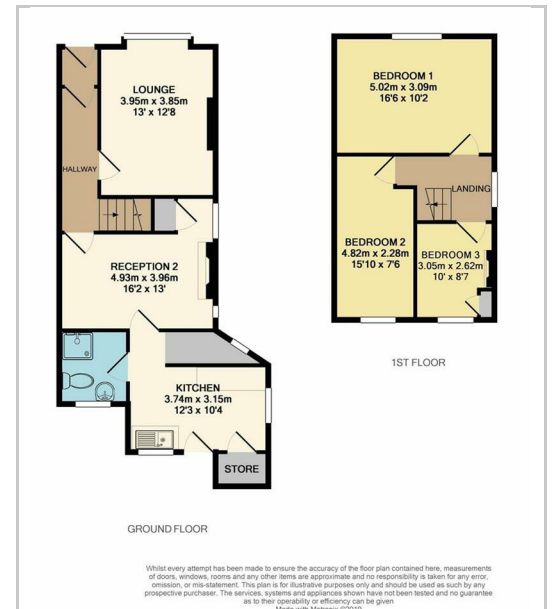 LOUNGE
3.95m x 3.85m
13' x 12'8
HALLWAY
RECEPTION 2
4.93m x 3.96m
16'2 x 13'
KITCHEN
3.74m x 3.15m
12'3 x 10'4
STORE
GROUND FLOOR
BEDROOM 1
5.02m x 3.09m
16'6 x 10'2
LANDING
BEDROOM 2
4.82m x 2.28m
15'10 x 7'6
BEDROOM 3
3.05m x 2.62m
10' x 8'7
1ST FLOOR
Whilst every attempt has been made to ensure the accuracy of the floor plan contained here, measurements
of doors, windows, rooms and any other items are approximate and no responsibility is taken for any error,
omission, or mis-statement. This plan is for illustrative purposes only and should be used as such by any
prospective purchaser. The services, systems and appliances shown have not been tested and no guarantee
as to their operability or efficiency can be given
Made with Metropix ©2019